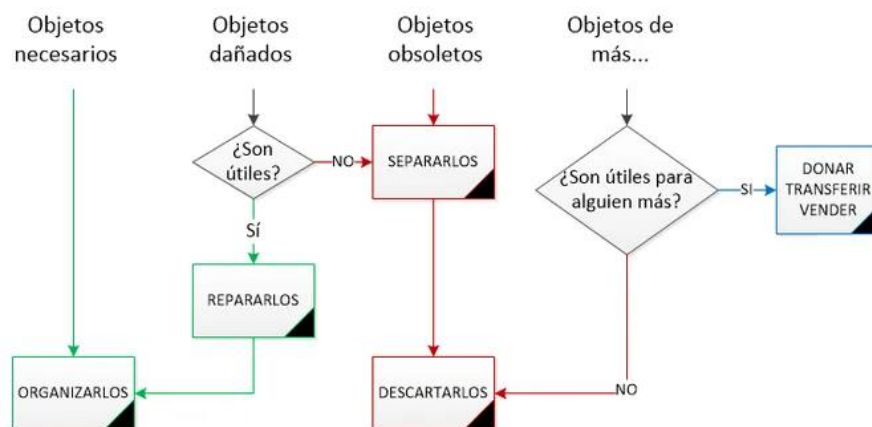 Objetos
necesarios
Objetos
dañados
Objetos
obsoletos
Objetos de
más...
¿Son
útiles?
NO
SEPARARLOS
¿Son útiles para
alguien más?
SI
DONAR
TRANSFERIR
VENDER
Sí
REPARARLOS
ORGANIZARLOS
DESCARTARLOS
NO